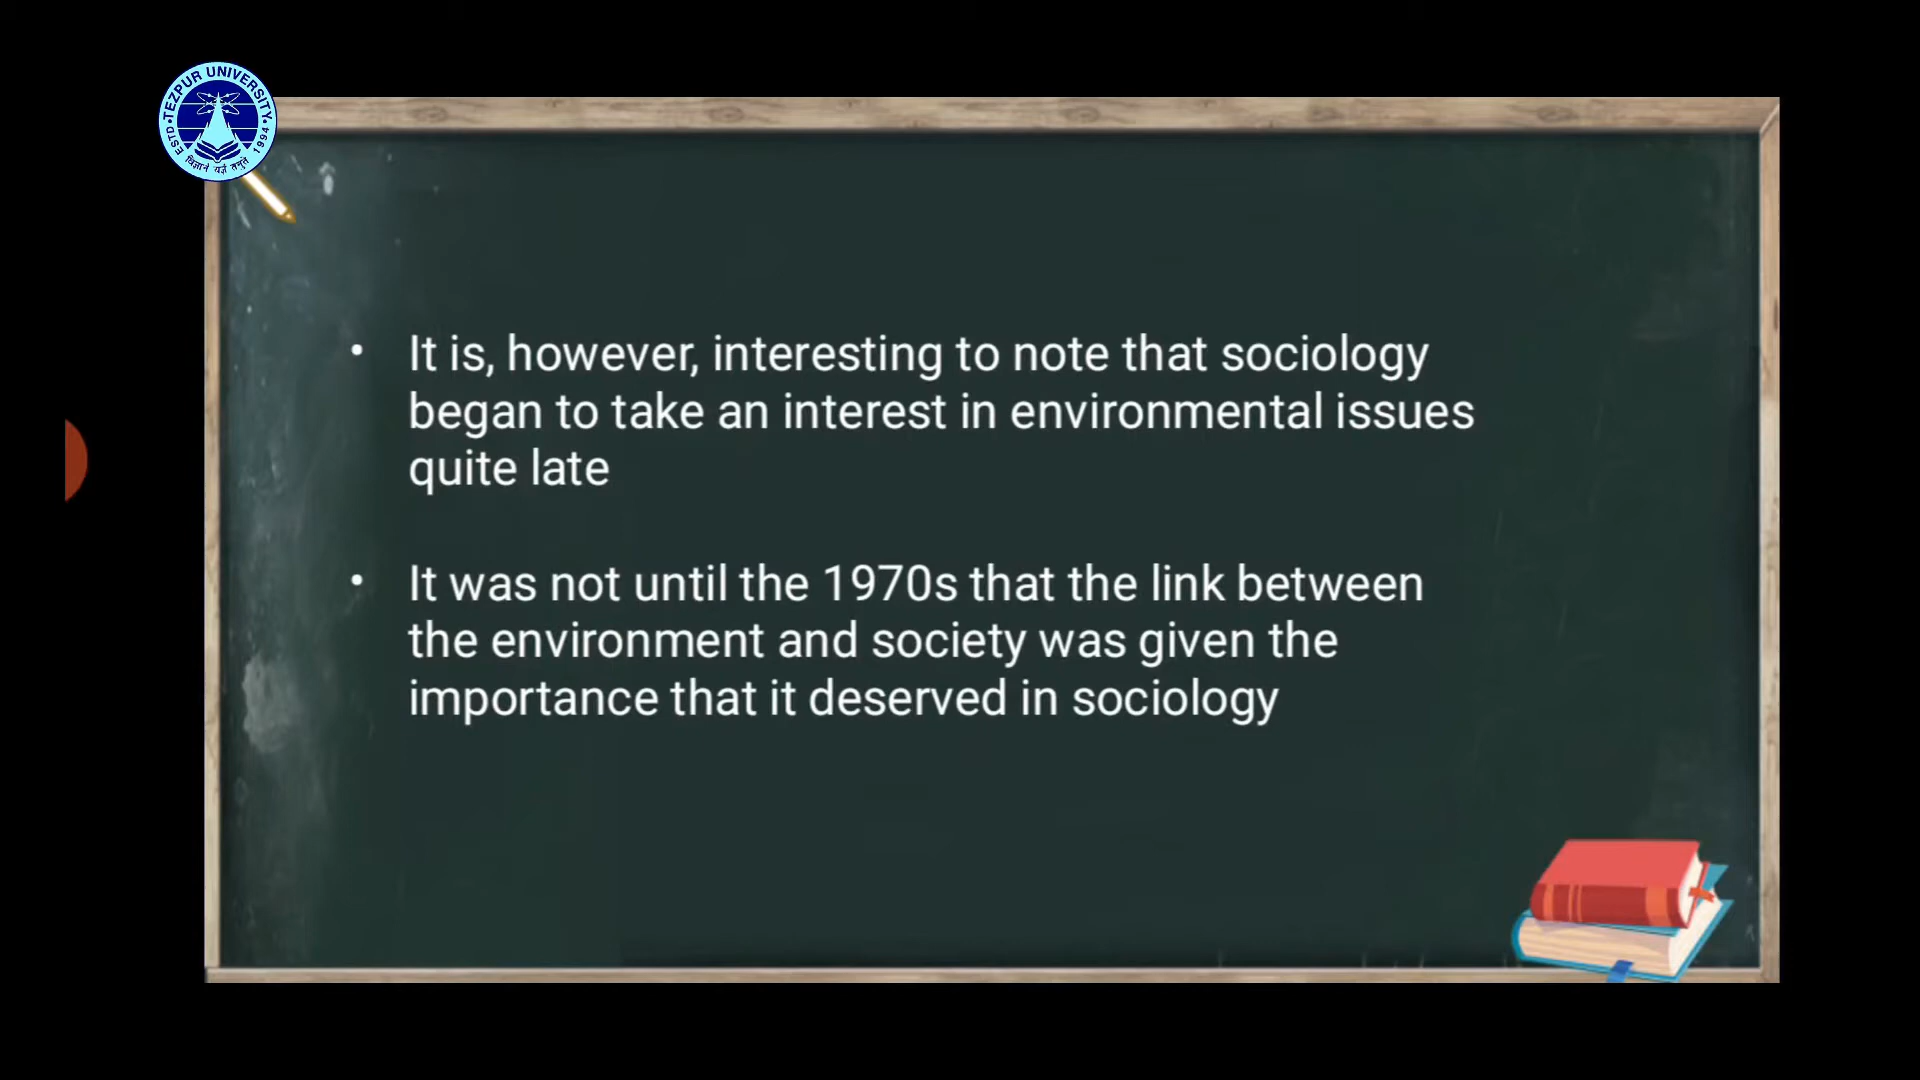 TEZPUR UNIVERSITY
ESTD 1994
विज्ञानं यज्ञं तनुते
• It is, however, interesting to note that sociology
began to take an interest in environmental issues
quite late
• It was not until the 1970s that the link between
the environment and society was given the
importance that it deserved in sociology